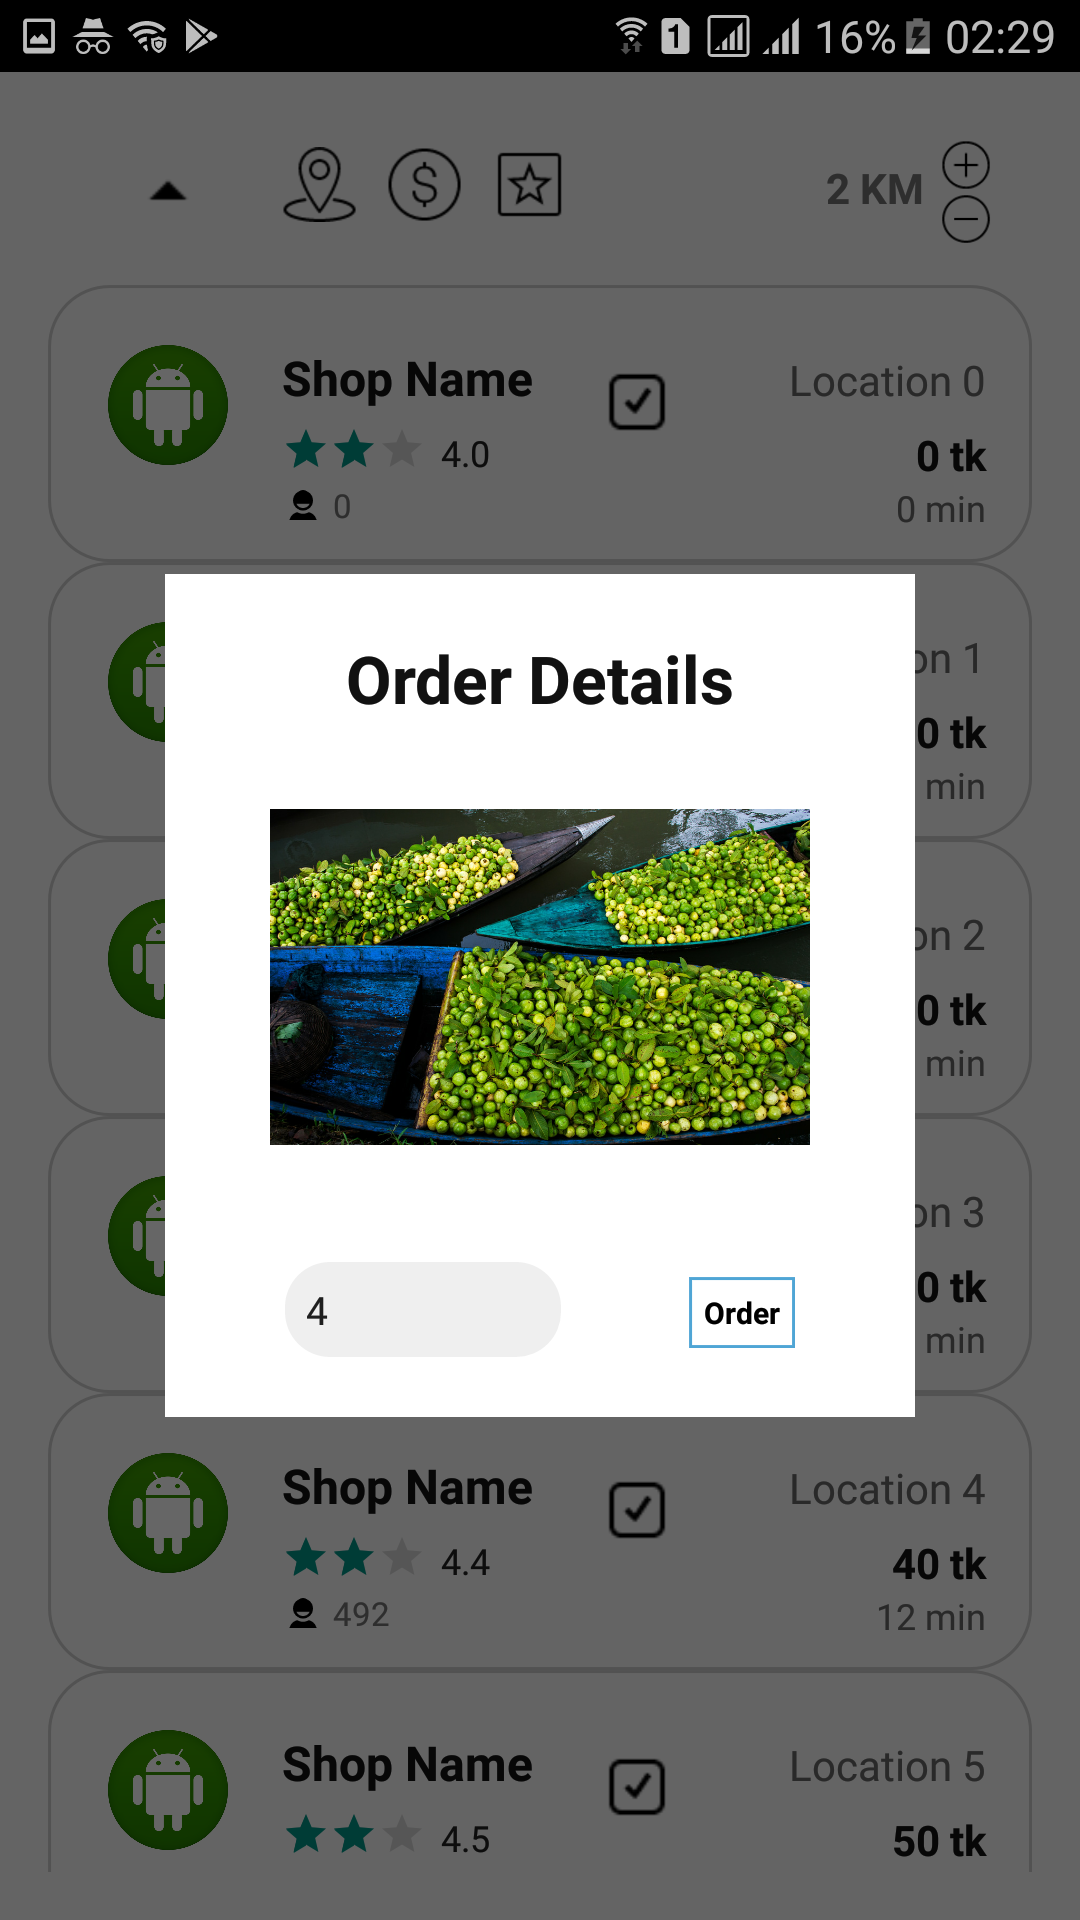 1 16% 02:29
2 KM
Shop Name
Location 0
4.0
0 tk
0
0 min
on 1
0 tk
min
Order Details
on 2
0 tk
min
on 3
0 tk
min
4
Order
Shop Name
Location 4
4.4
40 tk
492
12 min
Shop Name
Location 5
4.5
50 tk